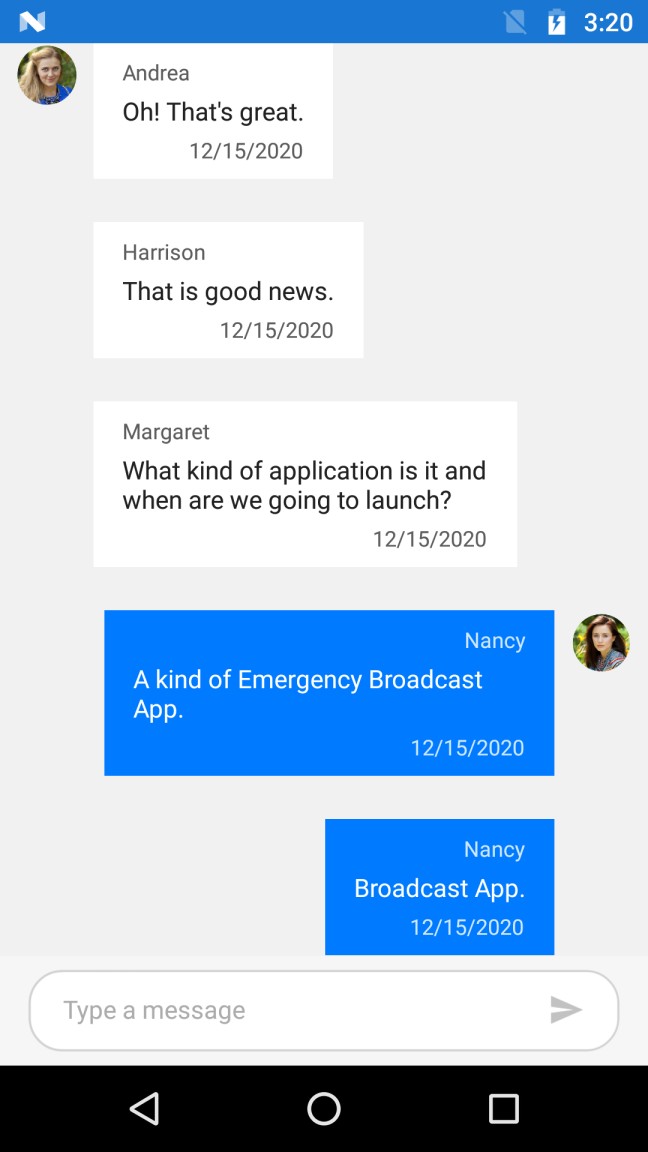 3:20
Andrea
Oh! That's great.
12/15/2020
Harrison
That is good news.
12/15/2020
Margaret
What kind of application is it and
when are we going to launch?
12/15/2020
Nancy
A kind of Emergency Broadcast
App.
12/15/2020
Nancy
Broadcast App.
12/15/2020
Type a message